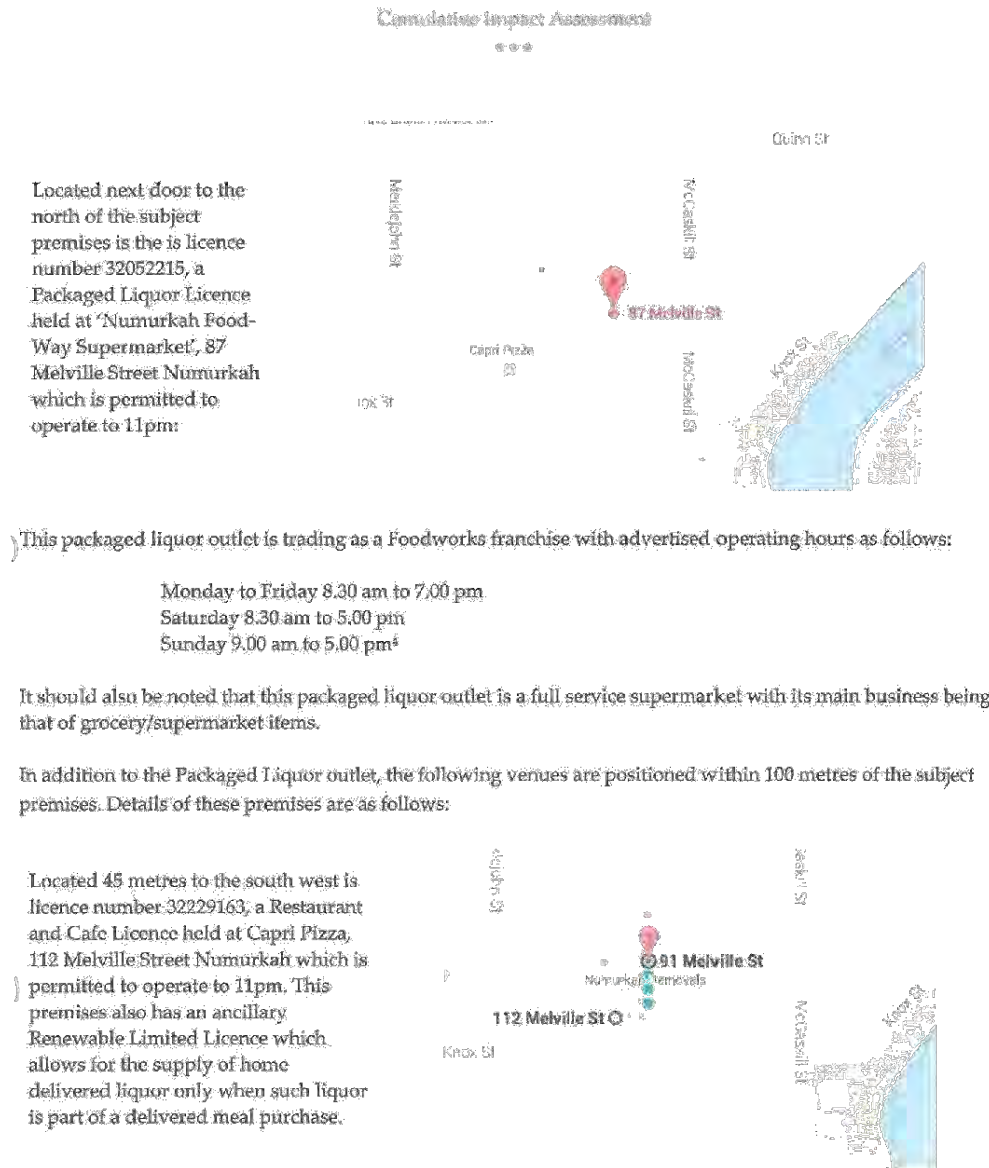 Cumulative Impact Assessment
Quinn St
Located next door to the
north of the subject
premises is the is licence
number 32052215, a
Packaged Liquor Licence
held at ‘Numurkah Food-
Way Supermarket’, 87
Melville Street Numurkah
which is permitted to
operate to 11pm:
Meiklejohn St
McCaskill St
87 Melville St
Capri Pizza
McCaskill St
Knox St
This packaged liquor outlet is trading as a Foodworks franchise with advertised operating hours as follows:
Monday to Friday 8.30 am to 7.00 pm
Saturday 8.30 am to 5.00 pm
Sunday 9.00 am to 5.00 pm⁴
It should also be noted that this packaged liquor outlet is a full service supermarket with its main business being
that of grocery/supermarket items.
In addition to the Packaged Liquor outlet, the following venues are positioned within 100 metres of the subject
premises. Details of these premises are as follows:
Located 45 metres to the south west is
licence number 32229163, a Restaurant
and Cafe Licence held at Capri Pizza,
112 Melville Street Numurkah which is
permitted to operate to 11pm. This
premises also has an ancillary
Renewable Limited Licence which
allows for the supply of home
delivered liquor only when such liquor
is part of a delivered meal purchase.
91 Melville St
112 Melville St
Knox St
McCaskill St
Knox St